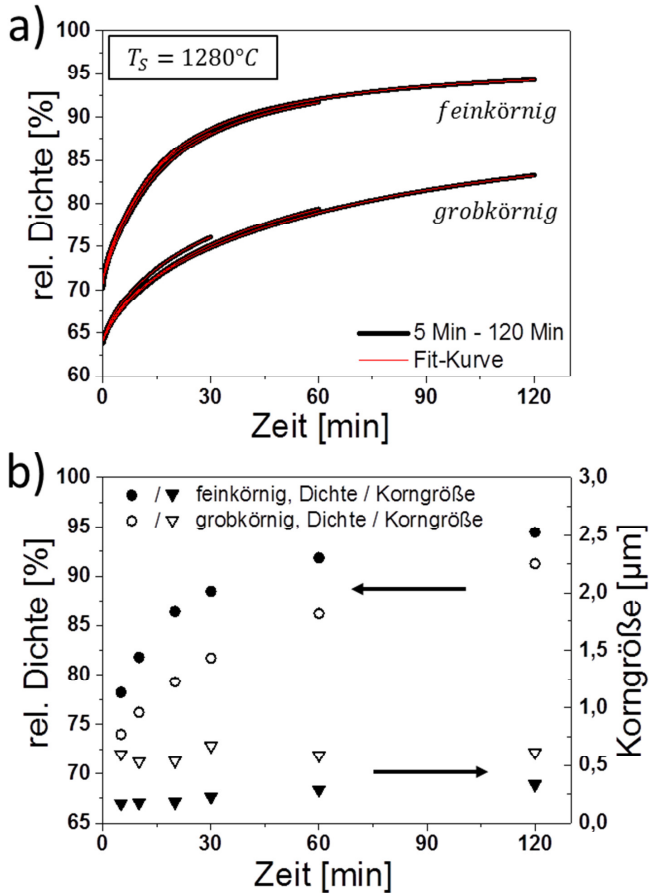 a)
T_S = 1280°C
100
95
90
85
80
75
70
65
60
rel. Dichte [%]
feinkörnig
grobkörnig
5 Min - 120 Min
Fit-Kurve
0 30 60 90 120
Zeit [min]
b)
● / ▼ feinkörnig, Dichte / Korngröße
○ / ▽ grobkörnig, Dichte / Korngröße
100
95
90
85
80
75
70
65
rel. Dichte [%]
3,0
2,5
2,0
1,5
1,0
0,5
0,0
Korngröße [µm]
0 30 60 90 120
Zeit [min]